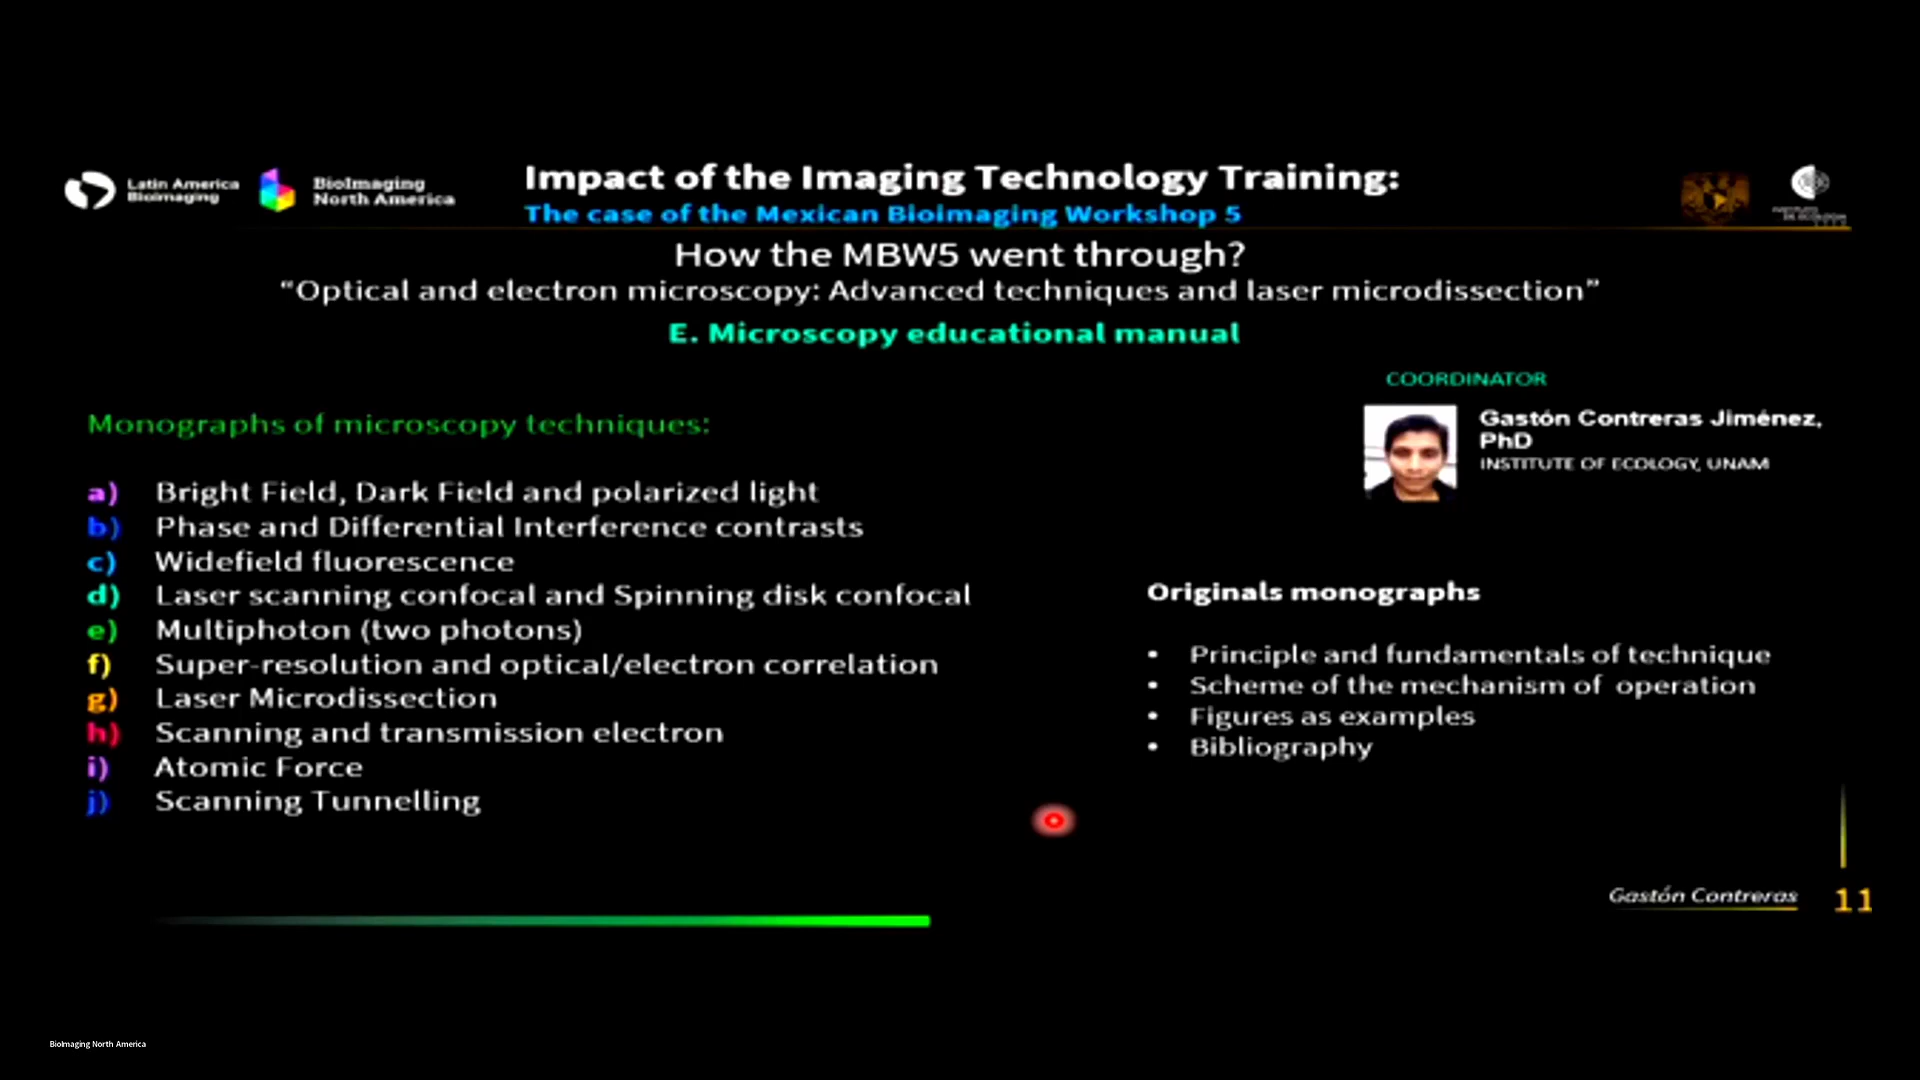 Latin America
Bioimaging
BioImaging
North America
Impact of the Imaging Technology Training:
The case of the Mexican BioImaging Workshop 5
How the MBW5 went through?
“Optical and electron microscopy: Advanced techniques and laser microdissection”
E. Microscopy educational manual
COORDINATOR
Gastón Contreras Jiménez,
PhD
INSTITUTE OF ECOLOGY, UNAM
Monographs of microscopy techniques:
a) Bright Field, Dark Field and polarized light
b) Phase and Differential Interference contrasts
c) Widefield fluorescence
d) Laser scanning confocal and Spinning disk confocal
e) Multiphoton (two photons)
f) Super-resolution and optical/electron correlation
g) Laser Microdissection
h) Scanning and transmission electron
i) Atomic Force
j) Scanning Tunnelling
Originals monographs
• Principle and fundamentals of technique
• Scheme of the mechanism of operation
• Figures as examples
• Bibliography
Gastón Contreras
11
BioImaging North America